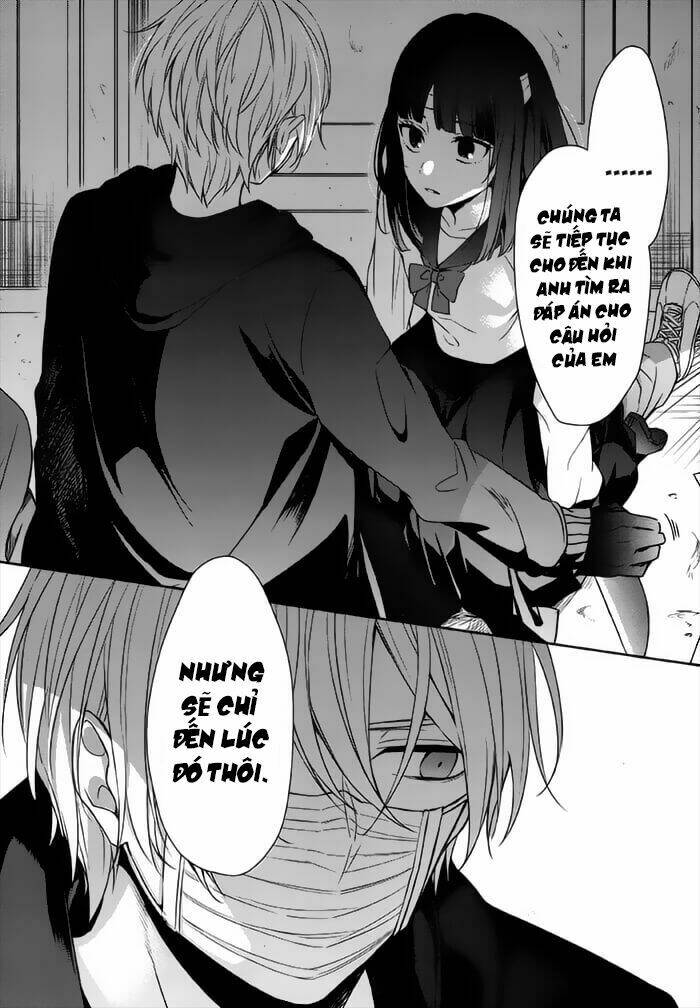 ......
CHÚNG TA
SẼ TIẾP TỤC
CHO ĐẾN KHI
ANH TÌM RA
ĐÁP ÁN CHO
CÂU HỎI
CỦA EM
NHƯNG
SẼ CHỈ
ĐẾN LÚC
ĐÓ THÔI.